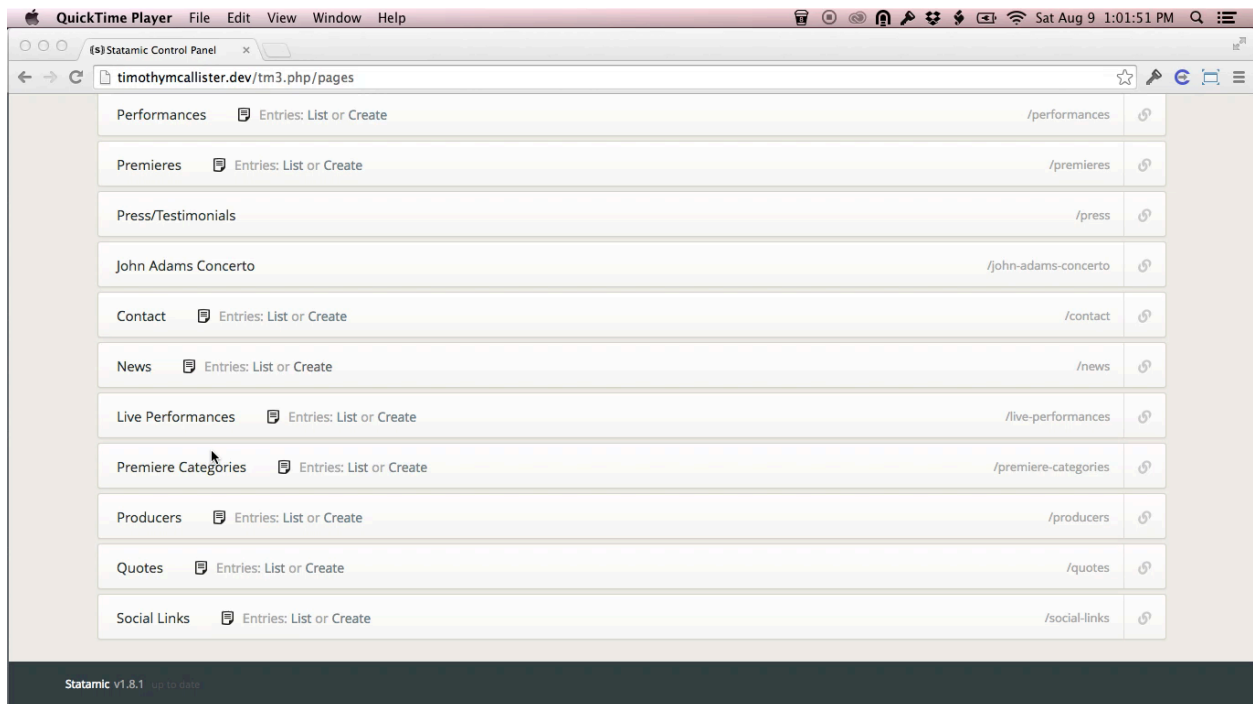 QuickTime Player File Edit View Window Help Sat Aug 9 1:01:51 PM
{s} Statamic Control Panel x
timothymcallister.dev/tm3.php/pages
Performances Entries: List or Create /performances
Premieres Entries: List or Create /premieres
Press/Testimonials /press
John Adams Concerto /john-adams-concerto
Contact Entries: List or Create /contact
News Entries: List or Create /news
Live Performances Entries: List or Create /live-performances
Premiere Categories Entries: List or Create /premiere-categories
Producers Entries: List or Create /producers
Quotes Entries: List or Create /quotes
Social Links Entries: List or Create /social-links
Statamic v1.8.1 up to date